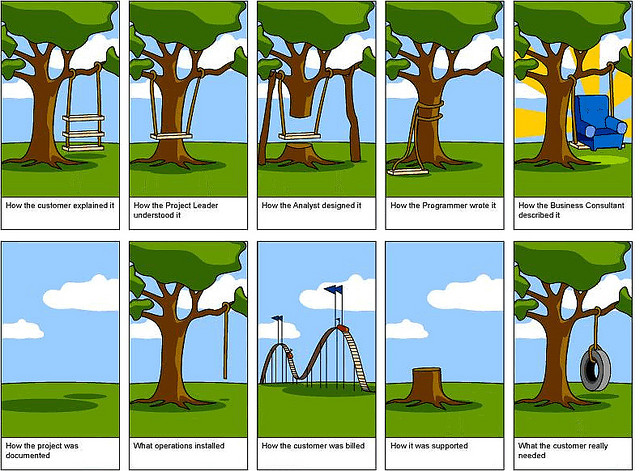 How the customer explained it
How the Project Leader
understood it
How the Analyst designed it
How the Programmer wrote it
How the Business Consultant
described it
How the project was
documented
What operations installed
How the customer was billed
How it was supported
What the customer really
needed